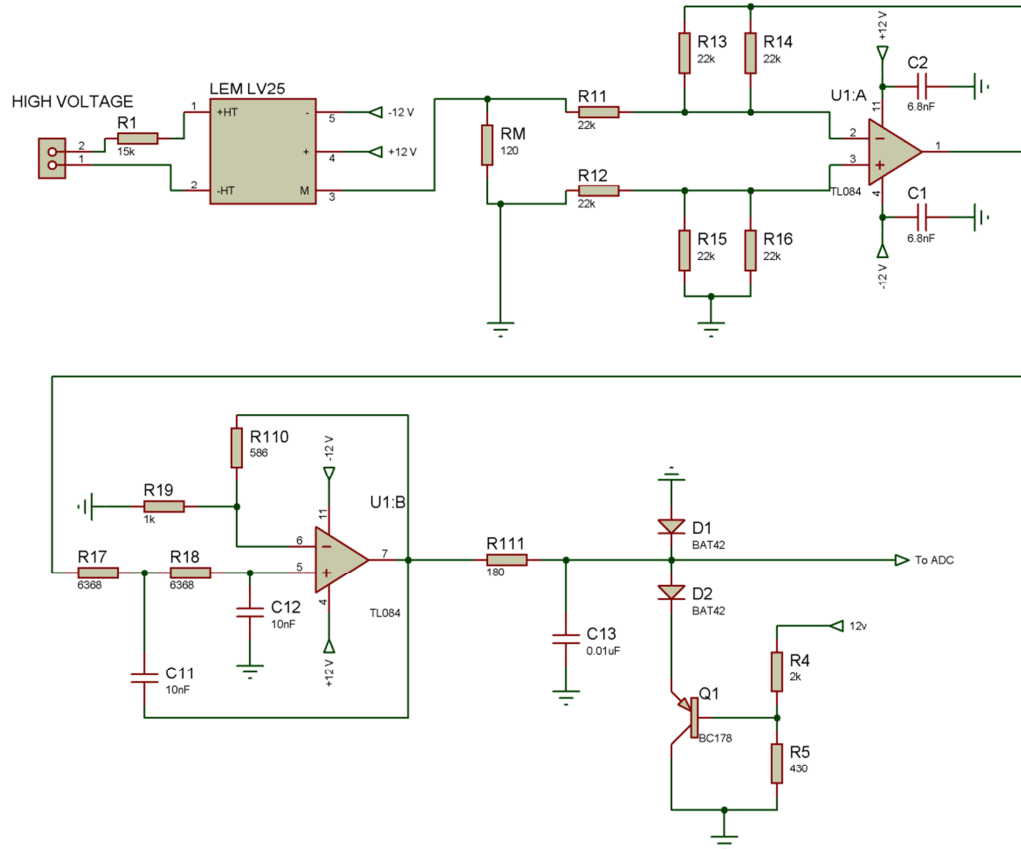 HIGH VOLTAGE
2
1
R1
15k
LEM LV25
1
+HT
2
-HT
-
5
-12 V
+
4
+12 V
M
3
RM
120
R11
22k
R12
22k
R13
22k
R14
22k
R15
22k
R16
22k
U1:A
+12 V
11
2
3
1
4
TL084
-12 V
C2
6.8nF
C1
6.8nF
R110
586
R19
1k
R17
6368
R18
6368
C11
10nF
C12
10nF
-12 V
11
U1:B
6
5
7
4
TL084
+12 V
R111
180
C13
0.01uF
D1
BAT42
D2
BAT42
To ADC
12v
R4
2k
Q1
BC178
R5
430